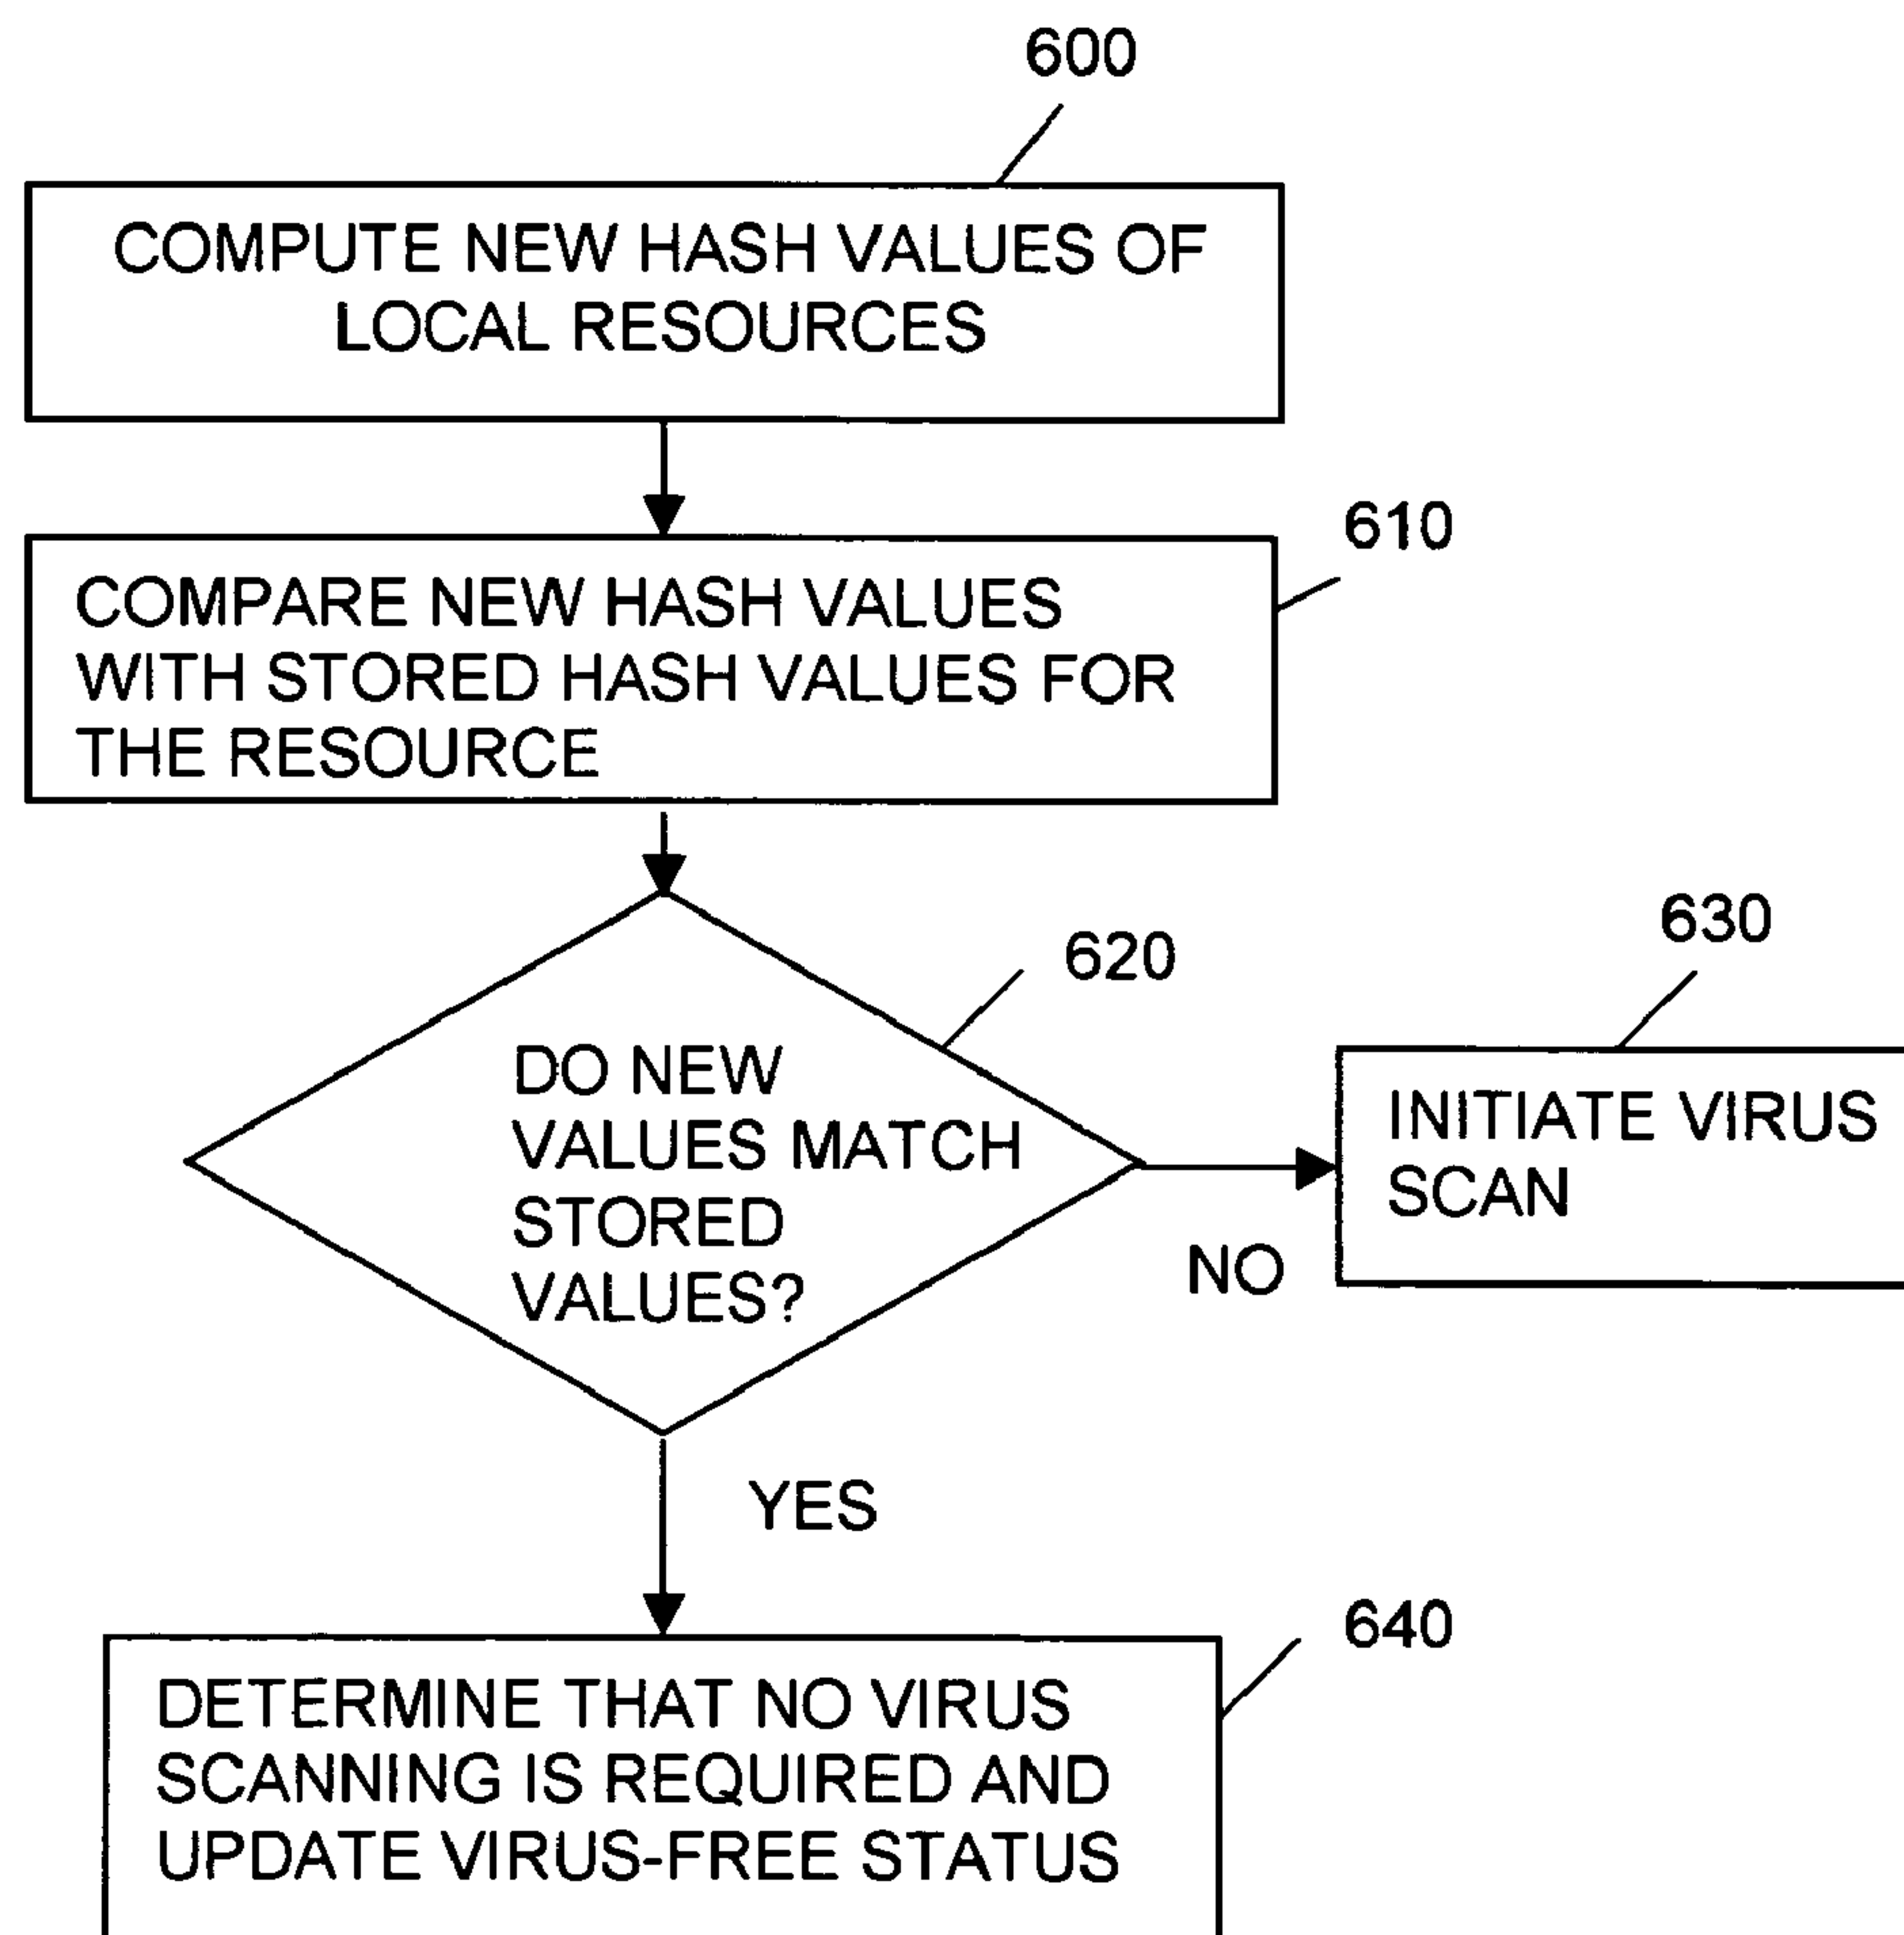 600
COMPUTE NEW HASH VALUES OF
LOCAL RESOURCES
610
COMPARE NEW HASH VALUES
WITH STORED HASH VALUES FOR
THE RESOURCE
620
DO NEW
VALUES MATCH
STORED
VALUES?
630
INITIATE VIRUS
SCAN
NO
YES
640
DETERMINE THAT NO VIRUS
SCANNING IS REQUIRED AND
UPDATE VIRUS-FREE STATUS